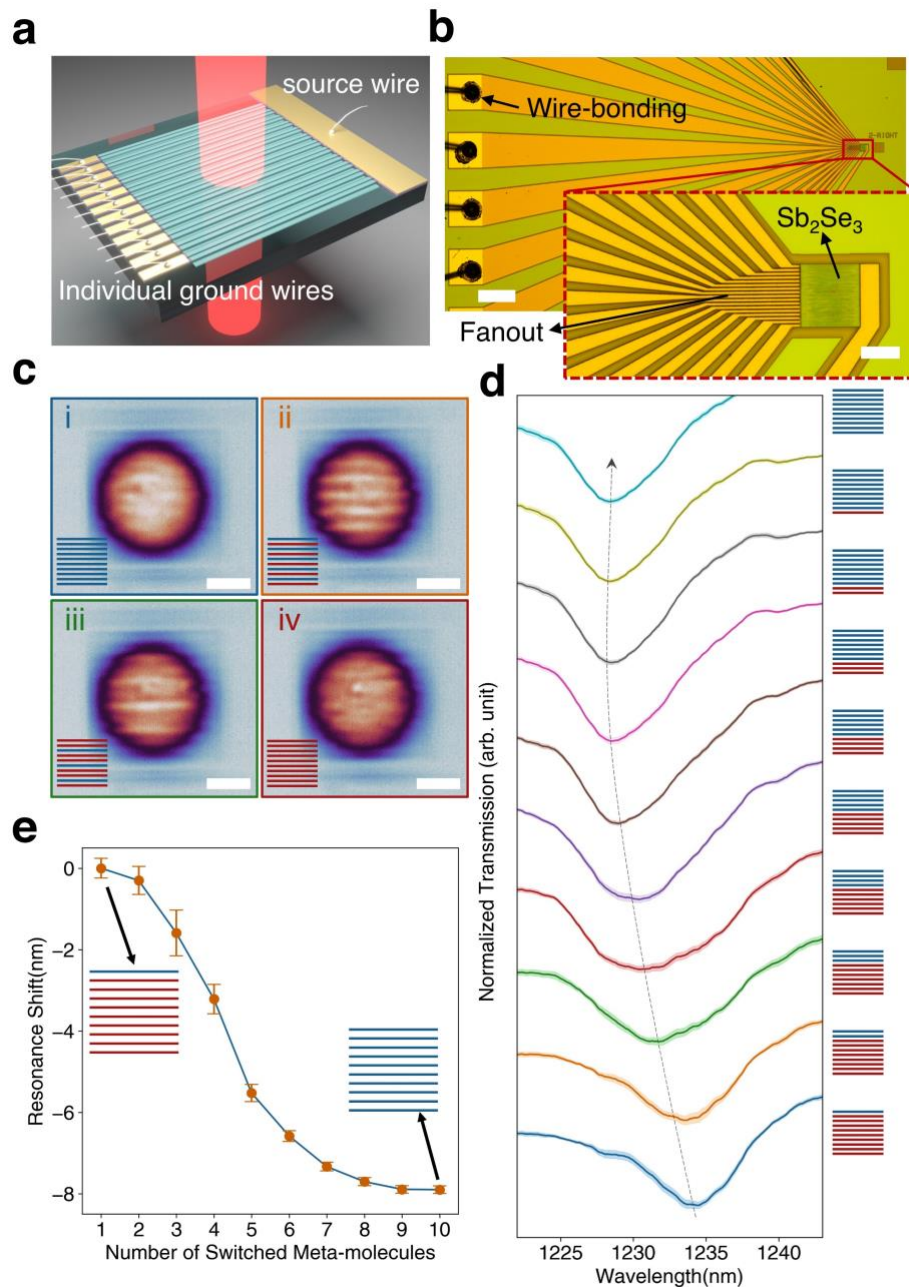 a
source wire
Individual ground wires
b
Wire-bonding
Sb₂Se₃
Fanout
c
i
ii
iii
iv
d
Normalized Transmission (arb. unit)
1225
1230
1235
1240
Wavelength(nm)
e
0
−2
−4
−6
−8
Resonance Shift(nm)
1 2 3 4 5 6 7 8 9 10
Number of Switched Meta-molecules